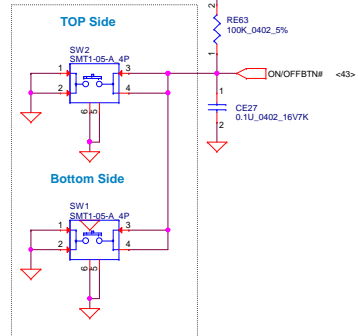 TOP Side
2
RE63
100K_0402_5%
1
SW2
SMT1-05-A_4P
1
3
2
4
6
5
ON/OFFBTN# <43>
1
CE27
0.1U_0402_16V7K
2
Bottom Side
SW1
SMT1-05-A_4P
1
3
2
4
6
5